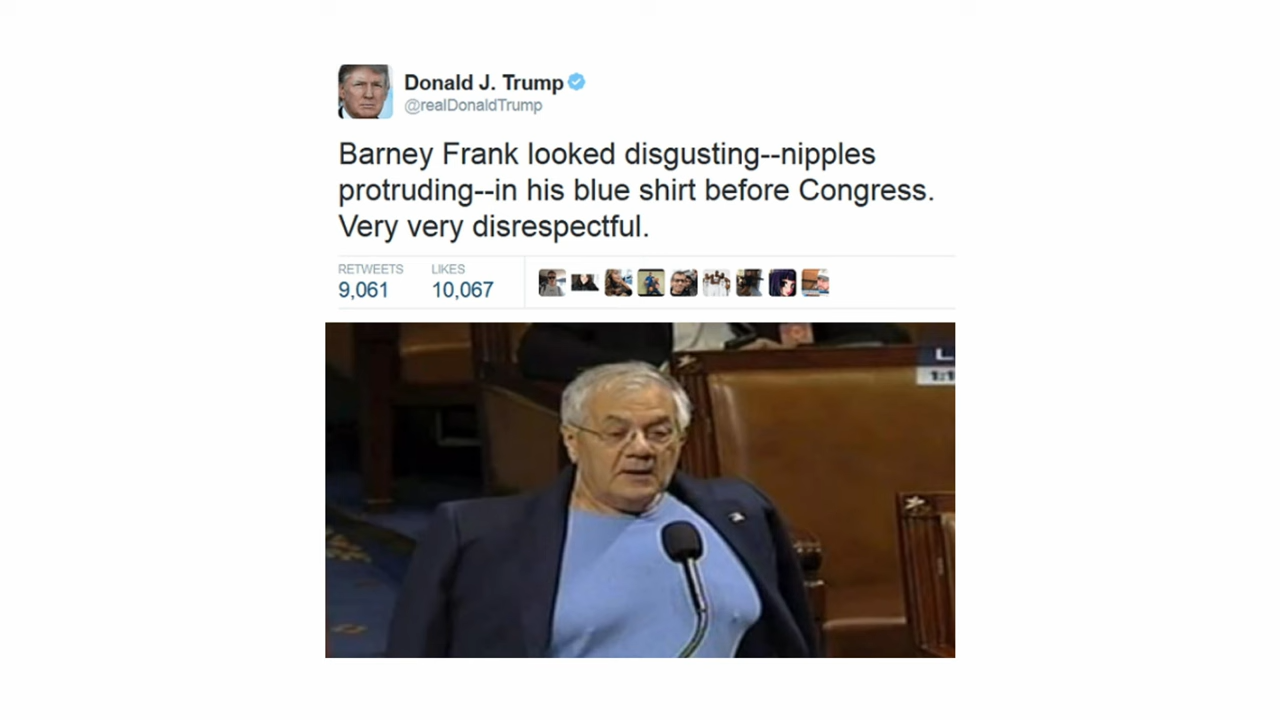 Donald J. Trump
@realDonaldTrump
Barney Frank looked disgusting--nipples
protruding--in his blue shirt before Congress.
Very very disrespectful.
RETWEETS LIKES
9,061 10,067